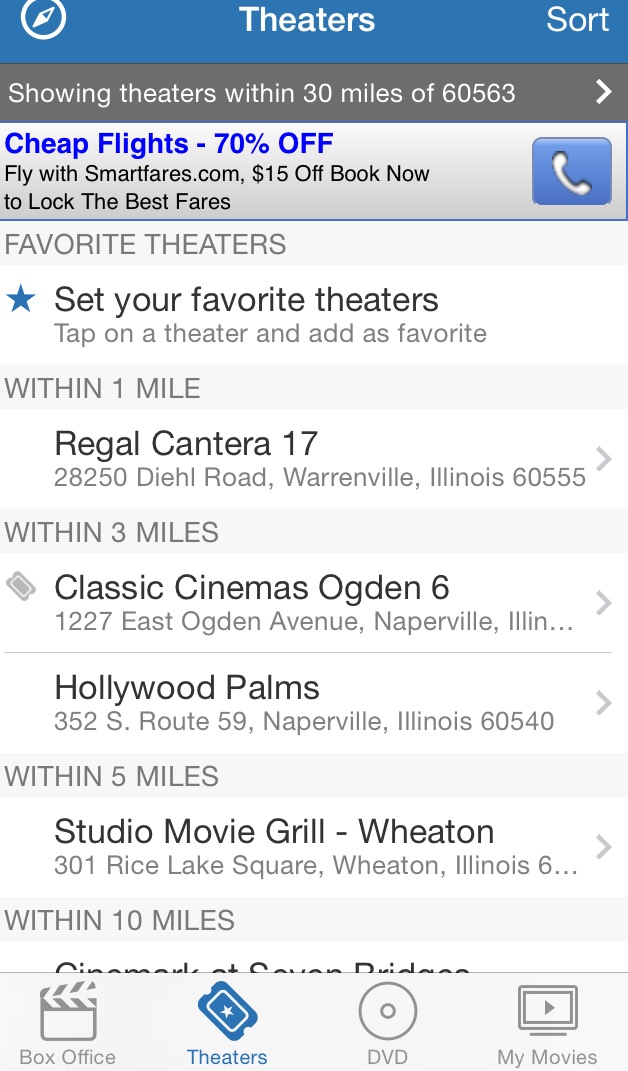 Theaters
Sort
Showing theaters within 30 miles of 60563
Cheap Flights - 70% OFF
Fly with Smartfares.com, $15 Off Book Now
to Lock The Best Fares
FAVORITE THEATERS
Set your favorite theaters
Tap on a theater and add as favorite
WITHIN 1 MILE
Regal Cantera 17
28250 Diehl Road, Warrenville, Illinois 60555
WITHIN 3 MILES
Classic Cinemas Ogden 6
1227 East Ogden Avenue, Naperville, Illin...
Hollywood Palms
352 S. Route 59, Naperville, Illinois 60540
WITHIN 5 MILES
Studio Movie Grill - Wheaton
301 Rice Lake Square, Wheaton, Illinois 6...
WITHIN 10 MILES
Cinemark at Seven Bridges
Box Office
Theaters
DVD
My Movies